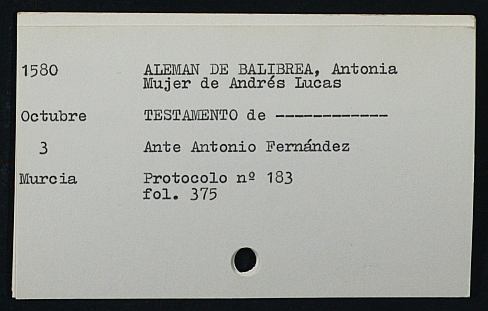 1580 ALEMAN DE BALIBREA, Antonia
Mujer de Andrés Lucas
Octubre TESTAMENTO de ------------
3 Ante Antonio Fernández
Murcia Protocolo nº 183
fol. 375